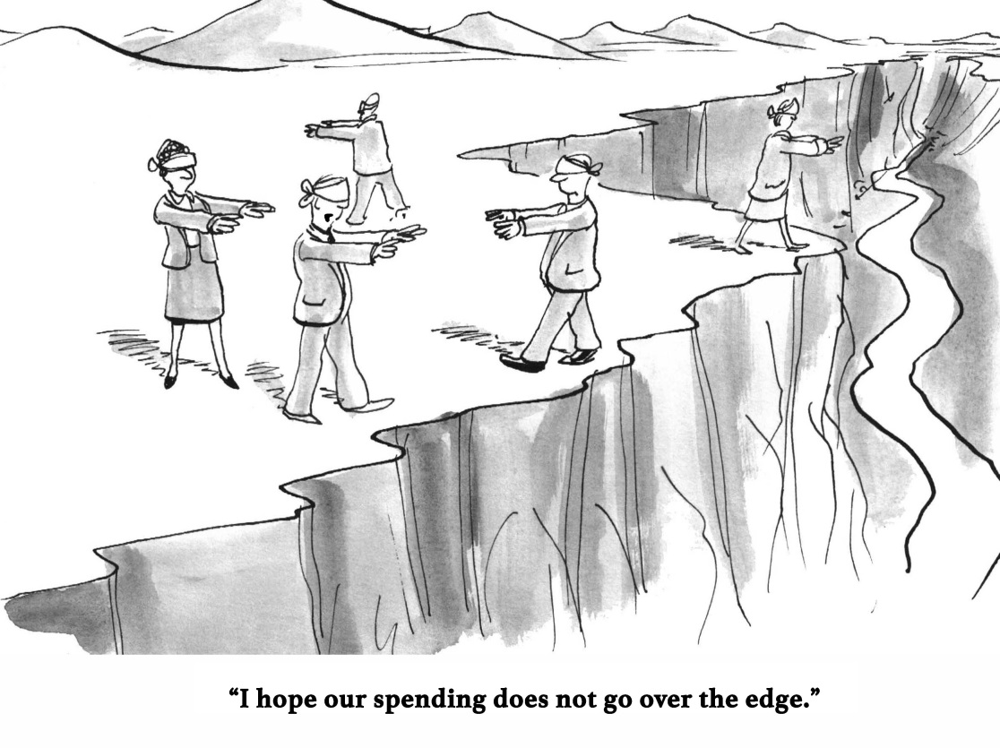 “I hope our spending does not go over the edge.”